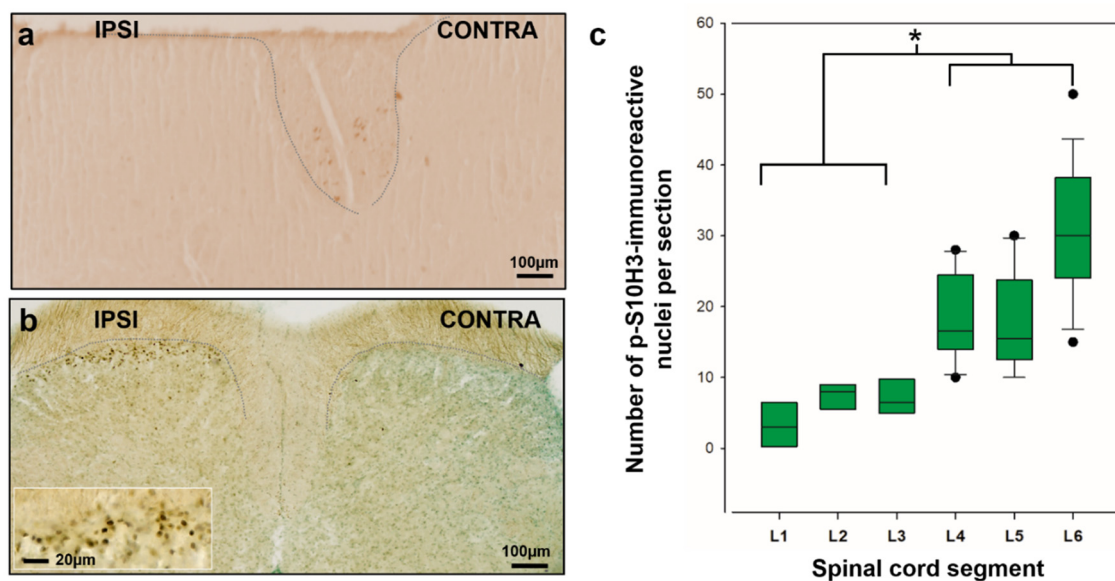 a
IPSI
CONTRA
100µm
b
IPSI
CONTRA
20µm
100µm
c
Number of p-S10H3-immunoreactive
nuclei per section
60
50
40
30
20
10
0
*
L1 L2 L3 L4 L5 L6
Spinal cord segment